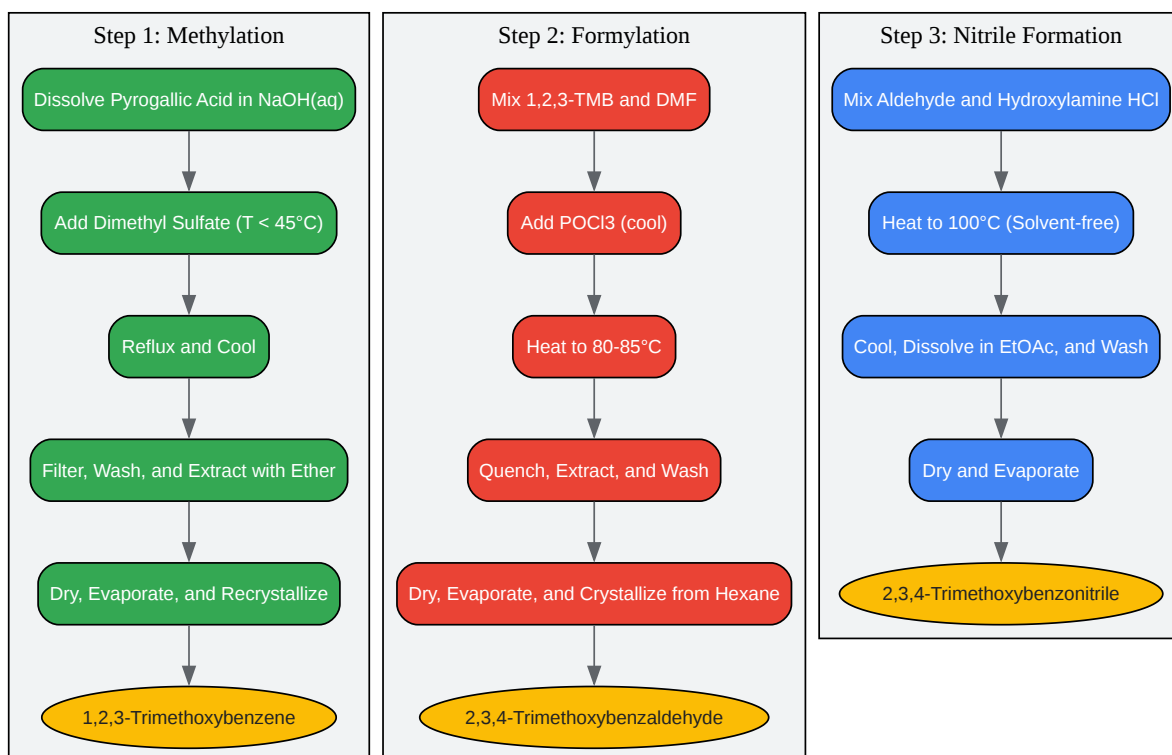 Step 1: Methylation
Dissolve Pyrogallic Acid in NaOH(aq)
Add Dimethyl Sulfate (T < 45°C)
Reflux and Cool
Filter, Wash, and Extract with Ether
Dry, Evaporate, and Recrystallize
1,2,3-Trimethoxybenzene
Step 2: Formylation
Mix 1,2,3-TMB and DMF
Add POCl3 (cool)
Heat to 80-85°C
Quench, Extract, and Wash
Dry, Evaporate, and Crystallize from Hexane
2,3,4-Trimethoxybenzaldehyde
Step 3: Nitrile Formation
Mix Aldehyde and Hydroxylamine HCl
Heat to 100°C (Solvent-free)
Cool, Dissolve in EtOAc, and Wash
Dry and Evaporate
2,3,4-Trimethoxybenzonitrile